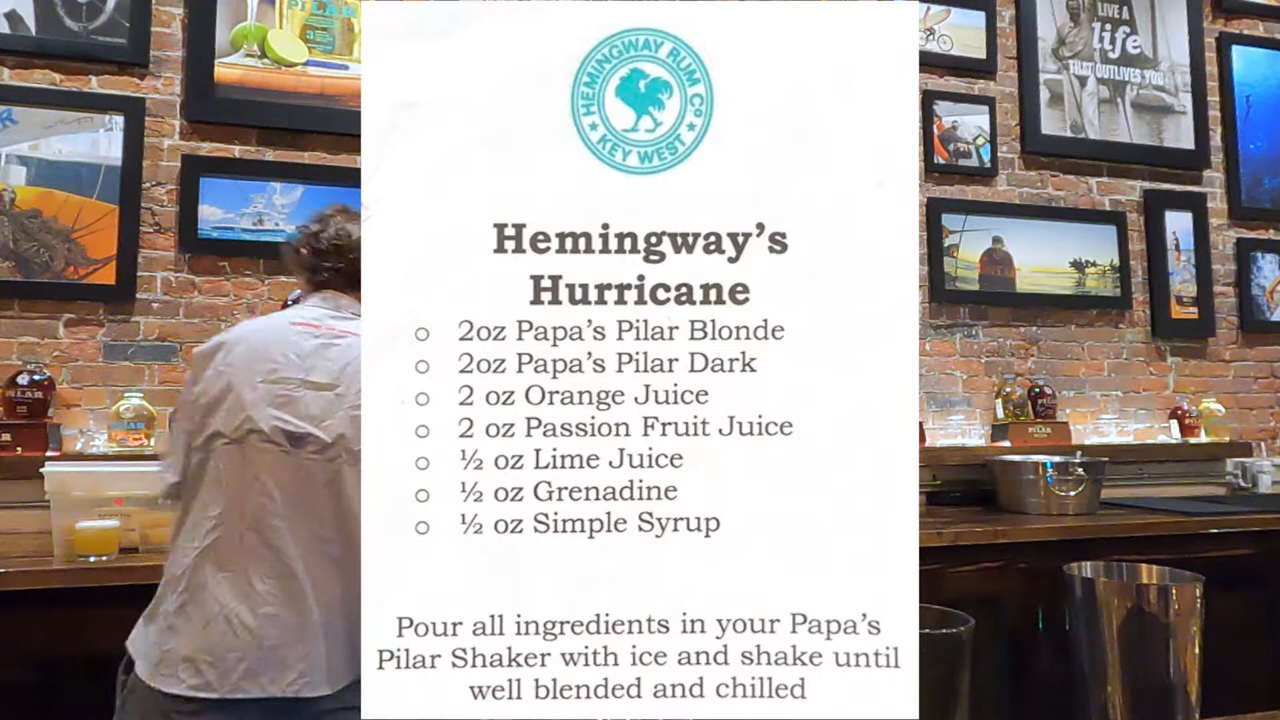 PILAR
LIVE A
life
THAT OUTLIVES YOU
HEMINGWAY RUM Co
★ KEY WEST ★
Hemingway's
Hurricane
○ 2oz Papa's Pilar Blonde
○ 2oz Papa's Pilar Dark
○ 2 oz Orange Juice
○ 2 oz Passion Fruit Juice
○ ½ oz Lime Juice
○ ½ oz Grenadine
○ ½ oz Simple Syrup
Pour all ingredients in your Papa's
Pilar Shaker with ice and shake until
well blended and chilled
PILAR
PILAR